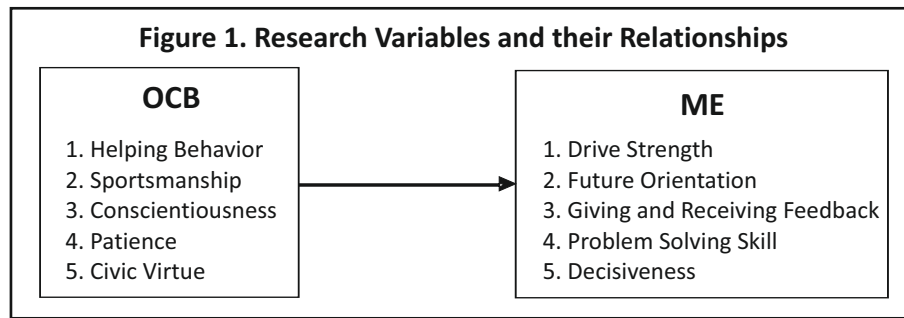 Figure 1. Research Variables and their Relationships
OCB
1. Helping Behavior
2. Sportsmanship
3. Conscientiousness
4. Patience
5. Civic Virtue
ME
1. Drive Strength
2. Future Orientation
3. Giving and Receiving Feedback
4. Problem Solving Skill
5. Decisiveness